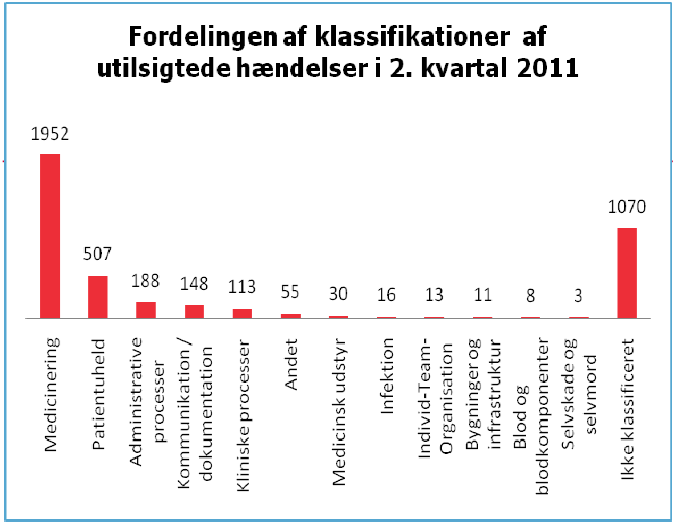 Fordelingen af klassifikationer af
utilsigtede hændelser i 2. kvartal 2011
1952
507
188
148
113
55
30
16
13
11
8
3
1070
Medicinering
Patientuheld
Administrative
processer
Kommunikation /
dokumentation
Kliniske processer
Andet
Medicinsk udstyr
Infektion
Individ-Team-
Organisation
Bygninger og
infrastruktur
Blod og
blodkomponenter
Selvskade og
selvmord
Ikke klassificeret